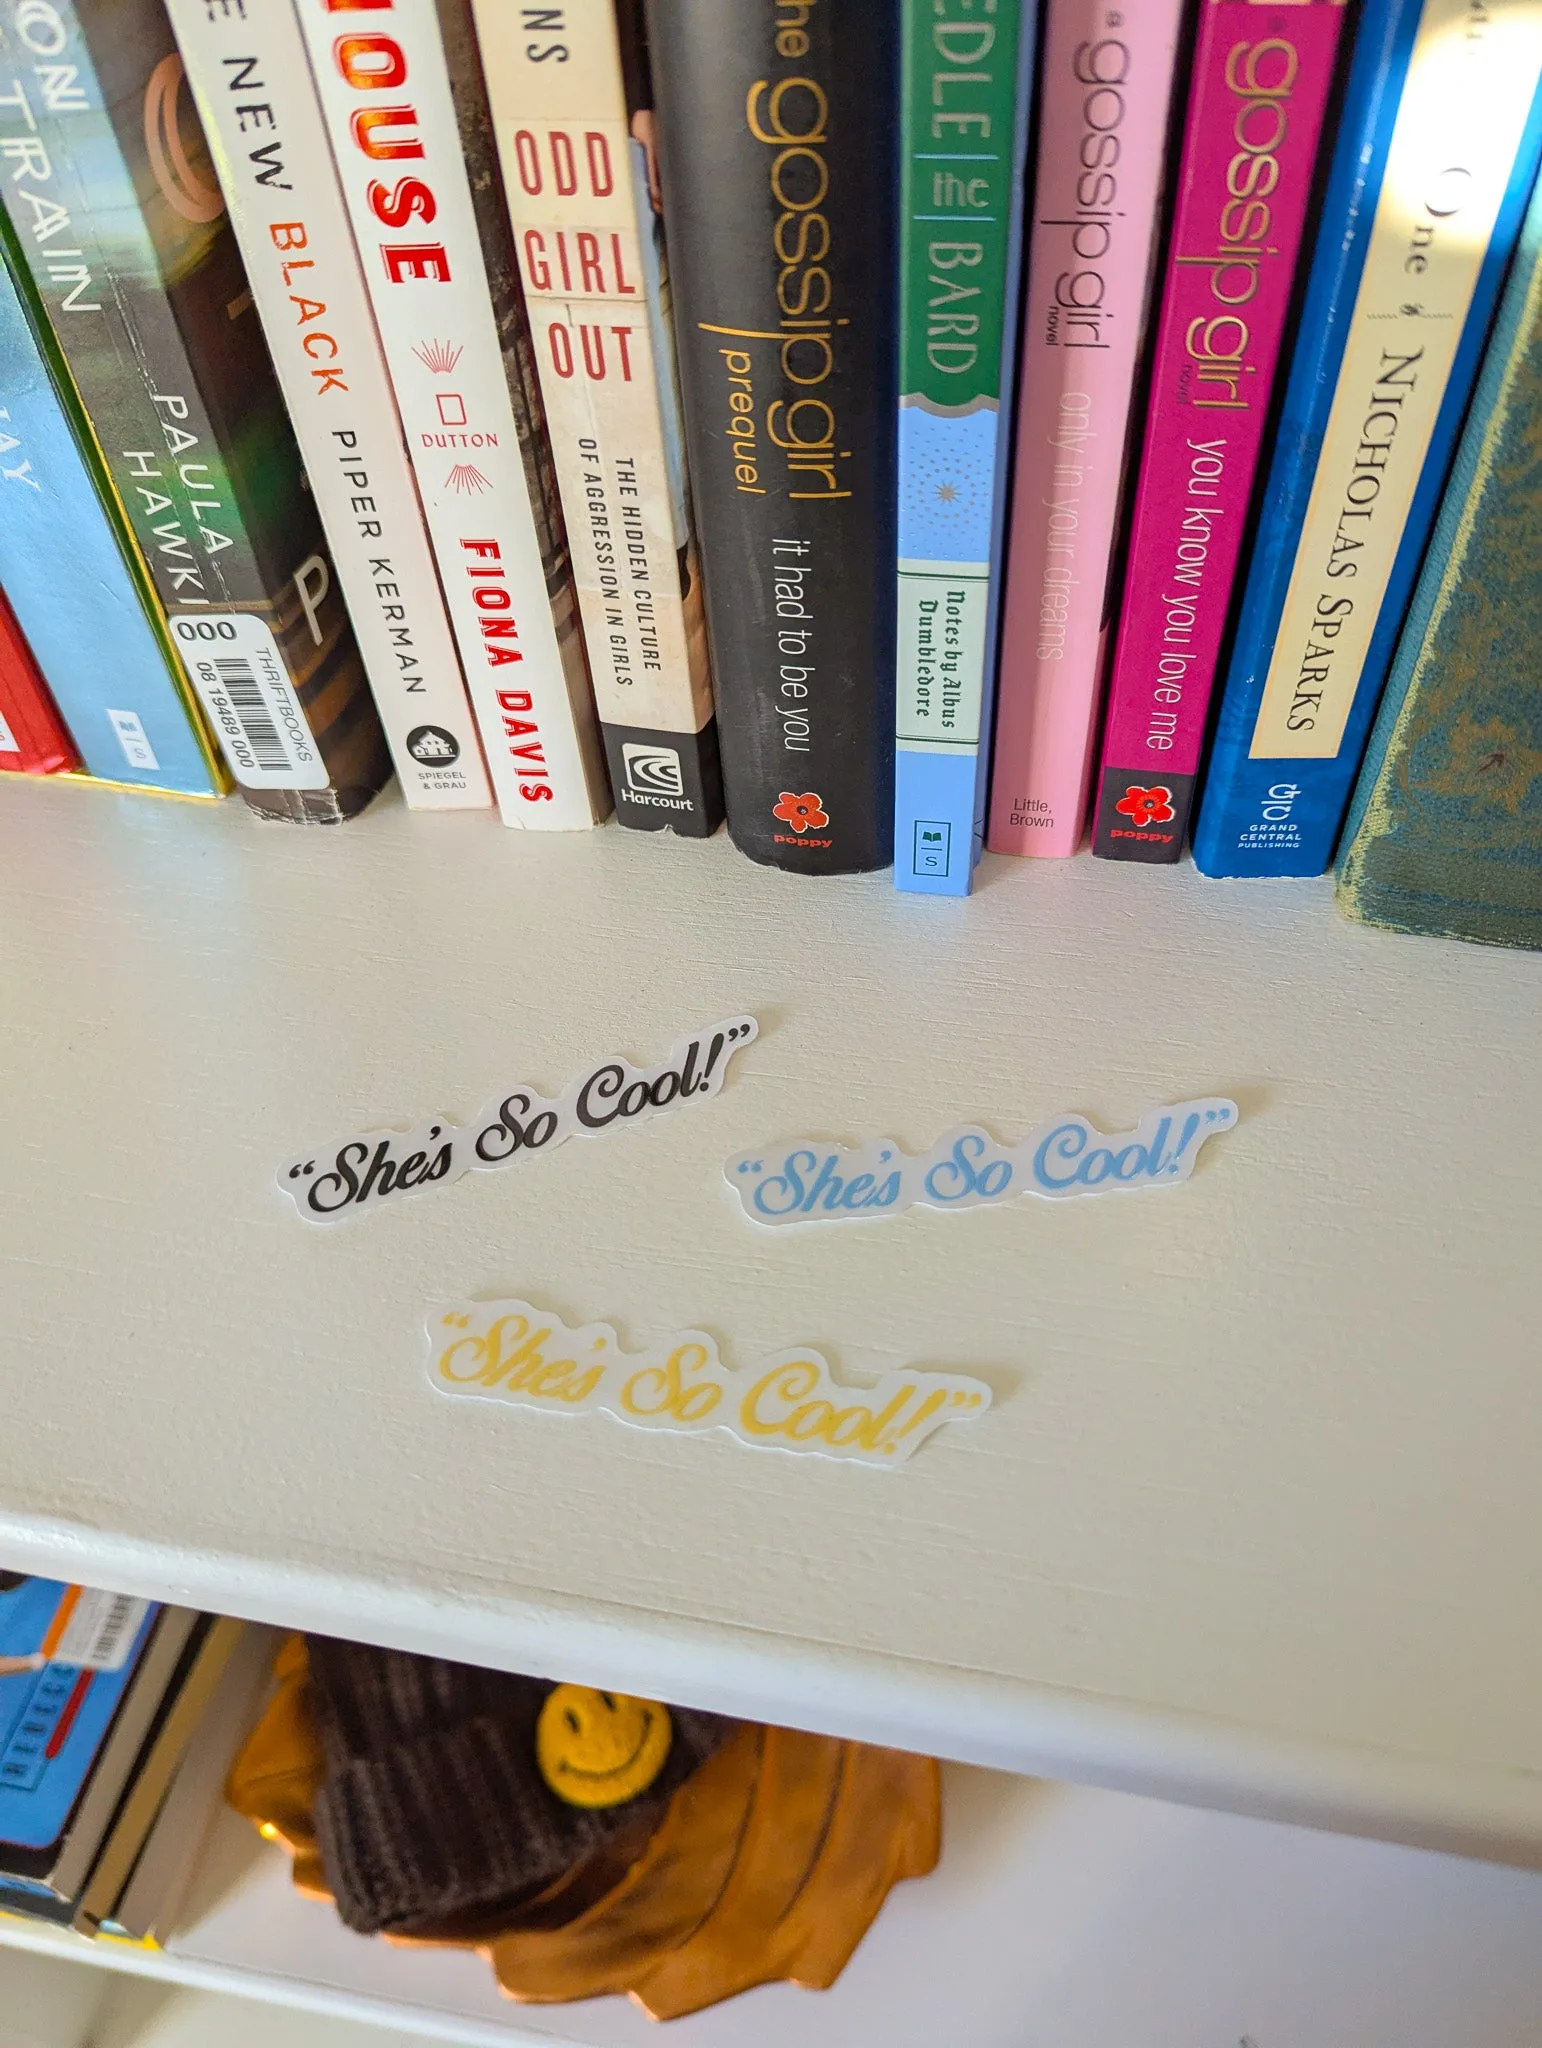 ON
TRAIN
PAULA
HAWKI
000
08 19489 000
THRIFTBOOKS
P
E NEW BLACK
PIPER KERMAN
SPIEGEL
& GRAU
HOUSE
DUTTON
FIONA DAVIS
NS
ODD
GIRL
OUT
THE HIDDEN CULTURE
OF AGGRESSION IN GIRLS
Harcourt
the gossip girl
prequel
it had to be you
poppy
EDLE the BARD
Notes by Albus
Dumbledore
S
a gossip girl
novel
only in your dreams
Little,
Brown
a gossip girl
novel
you know you love me
poppy
One
NICHOLAS SPARKS
GRAND
CENTRAL
PUBLISHING
AY
S
“She's So Cool!”
“She's So Cool!”
“She's So Cool!”